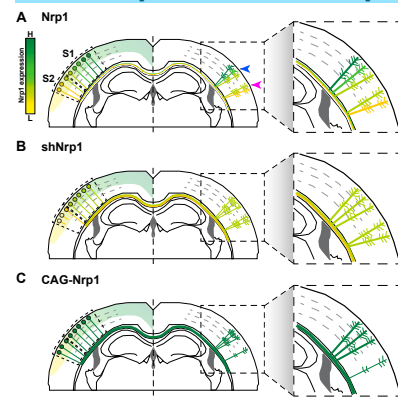 A Nrp1
H
Nrp1 expression
L
S1
S2
B
shNrp1
C CAG-Nrp1